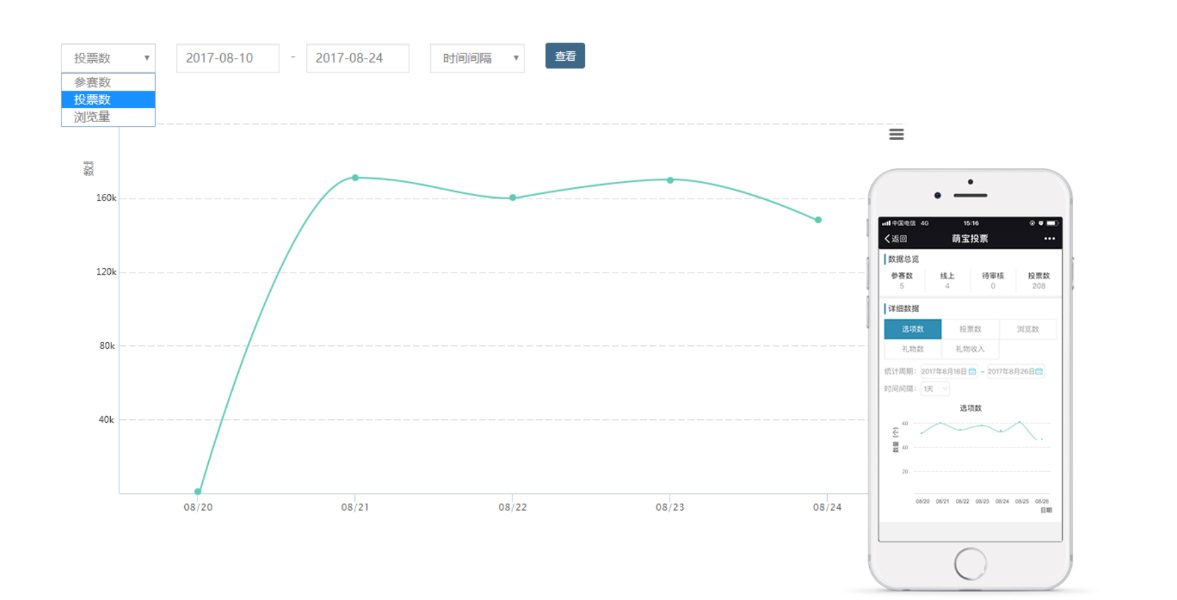 投票数
2017-08-10 - 2017-08-24
时间间隔
查看
参赛数
投票数
浏览量
160k
120k
80k
40k
08/20 08/21 08/22 08/23 08/24
中国电信 4G 15:16
返回 萌宝投票
数据总览
参赛数 线上 待审核 投票数
5 4 0 208
详细数据
选项数 投票数 浏览数
礼物数 礼物收入
统计周期: 2017年8月18日 ~ 2017年8月26日
时间间隔: 1天
选项数
数量 (个)
40
20
08/20 08/21 08/22 08/23 08/24 08/25 08/26
日期